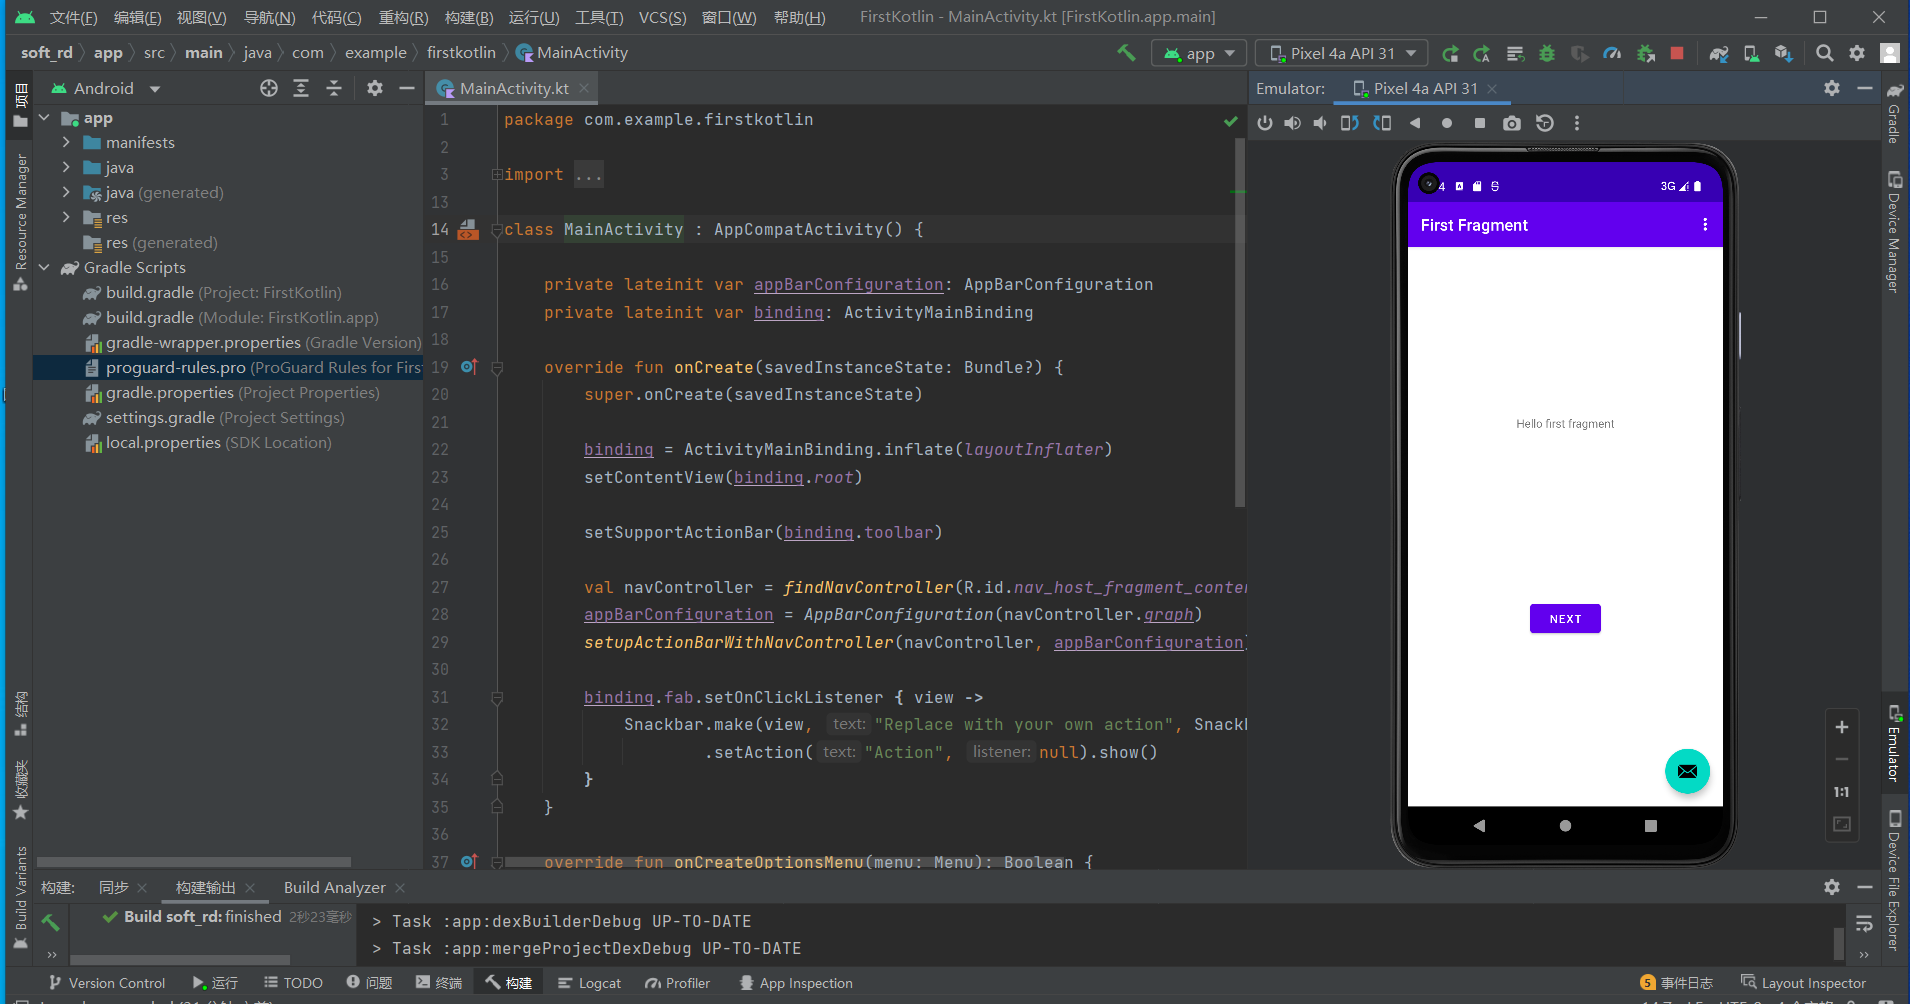 文件(F) 编辑(E) 视图(V) 导航(N) 代码(C) 重构(R) 构建(B) 运行(U) 工具(T) VCS(S) 窗口(W) 帮助(H) FirstKotlin - MainActivity.kt [FirstKotlin.app.main]
soft_rd app src main java com example firstkotlin MainActivity app Pixel 4a API 31
项目
Resource Manager
结构
收藏夹
Build Variants
Android
app
manifests
java
java (generated)
res
res (generated)
Gradle Scripts
build.gradle (Project: FirstKotlin)
build.gradle (Module: FirstKotlin.app)
gradle-wrapper.properties (Gradle Version)
proguard-rules.pro (ProGuard Rules for Firs
gradle.properties (Project Properties)
settings.gradle (Project Settings)
local.properties (SDK Location)
MainActivity.kt
1 package com.example.firstkotlin
2
3 import ...
13
14 class MainActivity : AppCompatActivity() {
15
16 private lateinit var appBarConfiguration: AppBarConfiguration
17 private lateinit var binding: ActivityMainBinding
18
19 override fun onCreate(savedInstanceState: Bundle?) {
20 super.onCreate(savedInstanceState)
21
22 binding = ActivityMainBinding.inflate(layoutInflater)
23 setContentView(binding.root)
24
25 setSupportActionBar(binding.toolbar)
26
27 val navController = findNavController(R.id.nav_host_fragment_conten
28 appBarConfiguration = AppBarConfiguration(navController.graph)
29 setupActionBarWithNavController(navController, appBarConfiguration)
30
31 binding.fab.setOnClickListener { view ->
32 Snackbar.make(view, text: "Replace with your own action", Snackb
33 .setAction( text: "Action", listener: null).show()
34 }
35 }
36
37 override fun onCreateOptionsMenu(menu: Menu): Boolean {
Emulator: Pixel 4a API 31
4 3G
First Fragment
Hello first fragment
NEXT
1:1
Gradle
Device Manager
Emulator
Device File Explorer
构建: 同步 构建输出 Build Analyzer
Build soft_rd: finished 2秒23毫秒
> Task :app:dexBuilderDebug UP-TO-DATE
> Task :app:mergeProjectDexDebug UP-TO-DATE
Version Control 运行 TODO 问题 终端 构建 Logcat Profiler App Inspection 5 事件日志 Layout Inspector